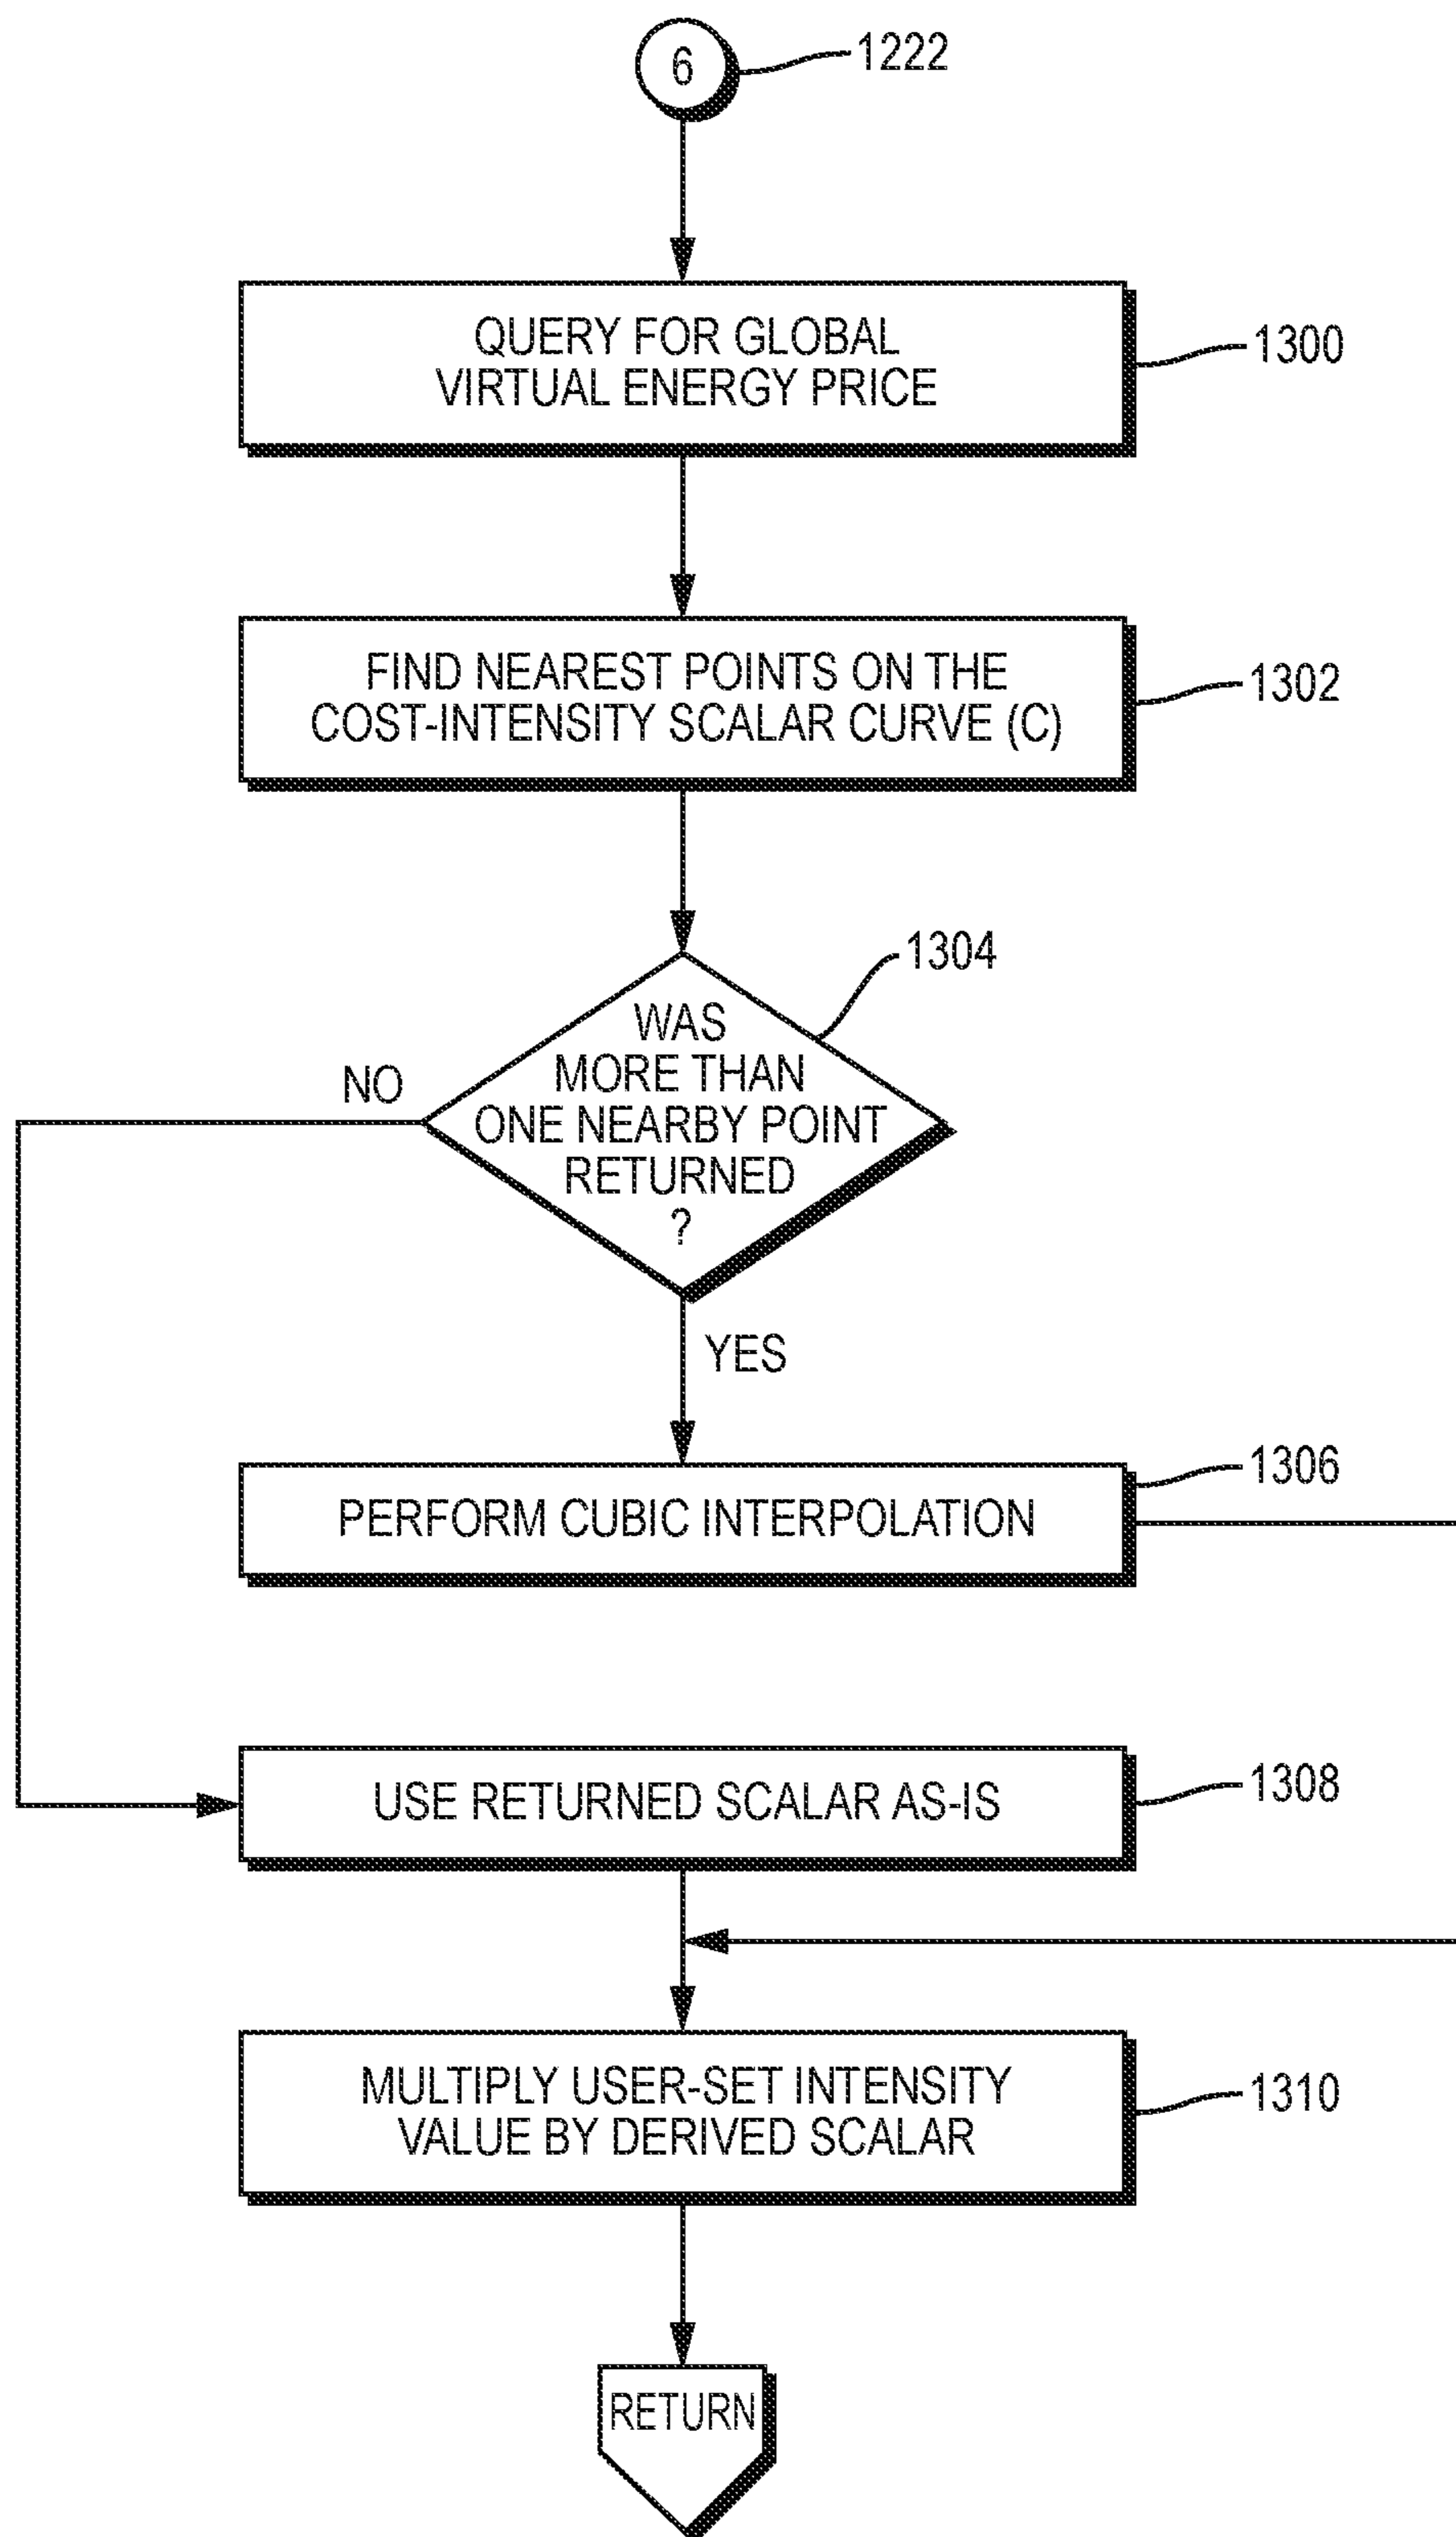 6
1222
QUERY FOR GLOBAL
VIRTUAL ENERGY PRICE
1300
FIND NEAREST POINTS ON THE
COST-INTENSITY SCALAR CURVE (C)
1302
1304
WAS
MORE THAN
ONE NEARBY POINT
RETURNED
?
NO
YES
PERFORM CUBIC INTERPOLATION
1306
USE RETURNED SCALAR AS-IS
1308
MULTIPLY USER-SET INTENSITY
VALUE BY DERIVED SCALAR
1310
RETURN